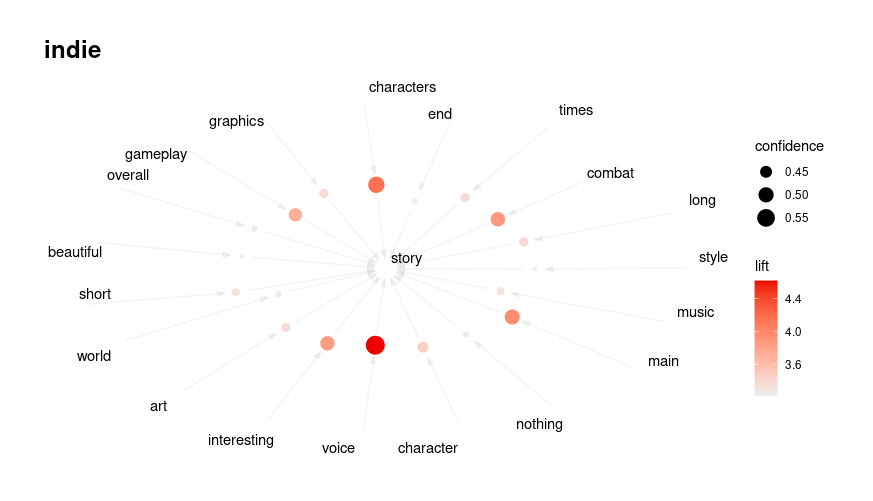 indie
characters
end
times
graphics
confidence
gameplay
0.45
overall
combat
0.50
long
0.55
beautiful
story
style
lift
short
4.4
music
4.0
world
main
3.6
art
nothing
interesting
voice
character